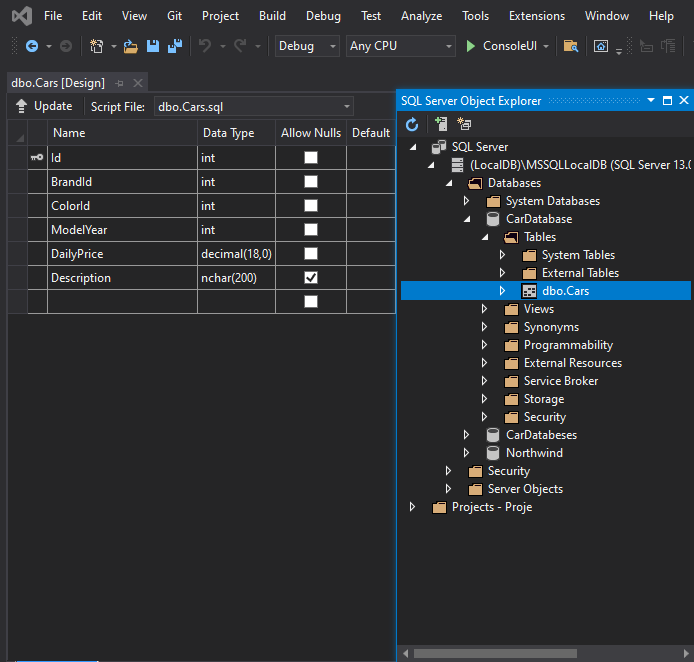 File Edit View Git Project Build Debug Test Analyze Tools Extensions Window Help
Debug Any CPU ConsoleUI
dbo.Cars [Design]
Update Script File: dbo.Cars.sql
Name Data Type Allow Nulls Default
Id int
BrandId int
ColorId int
ModelYear int
DailyPrice decimal(18,0)
Description nchar(200)
SQL Server Object Explorer
SQL Server
(LocalDB)\MSSQLLocalDB (SQL Server 13.0
Databases
System Databases
CarDatabase
Tables
System Tables
External Tables
dbo.Cars
Views
Synonyms
Programmability
External Resources
Service Broker
Storage
Security
CarDatabeses
Northwind
Security
Server Objects
Projects - Proje